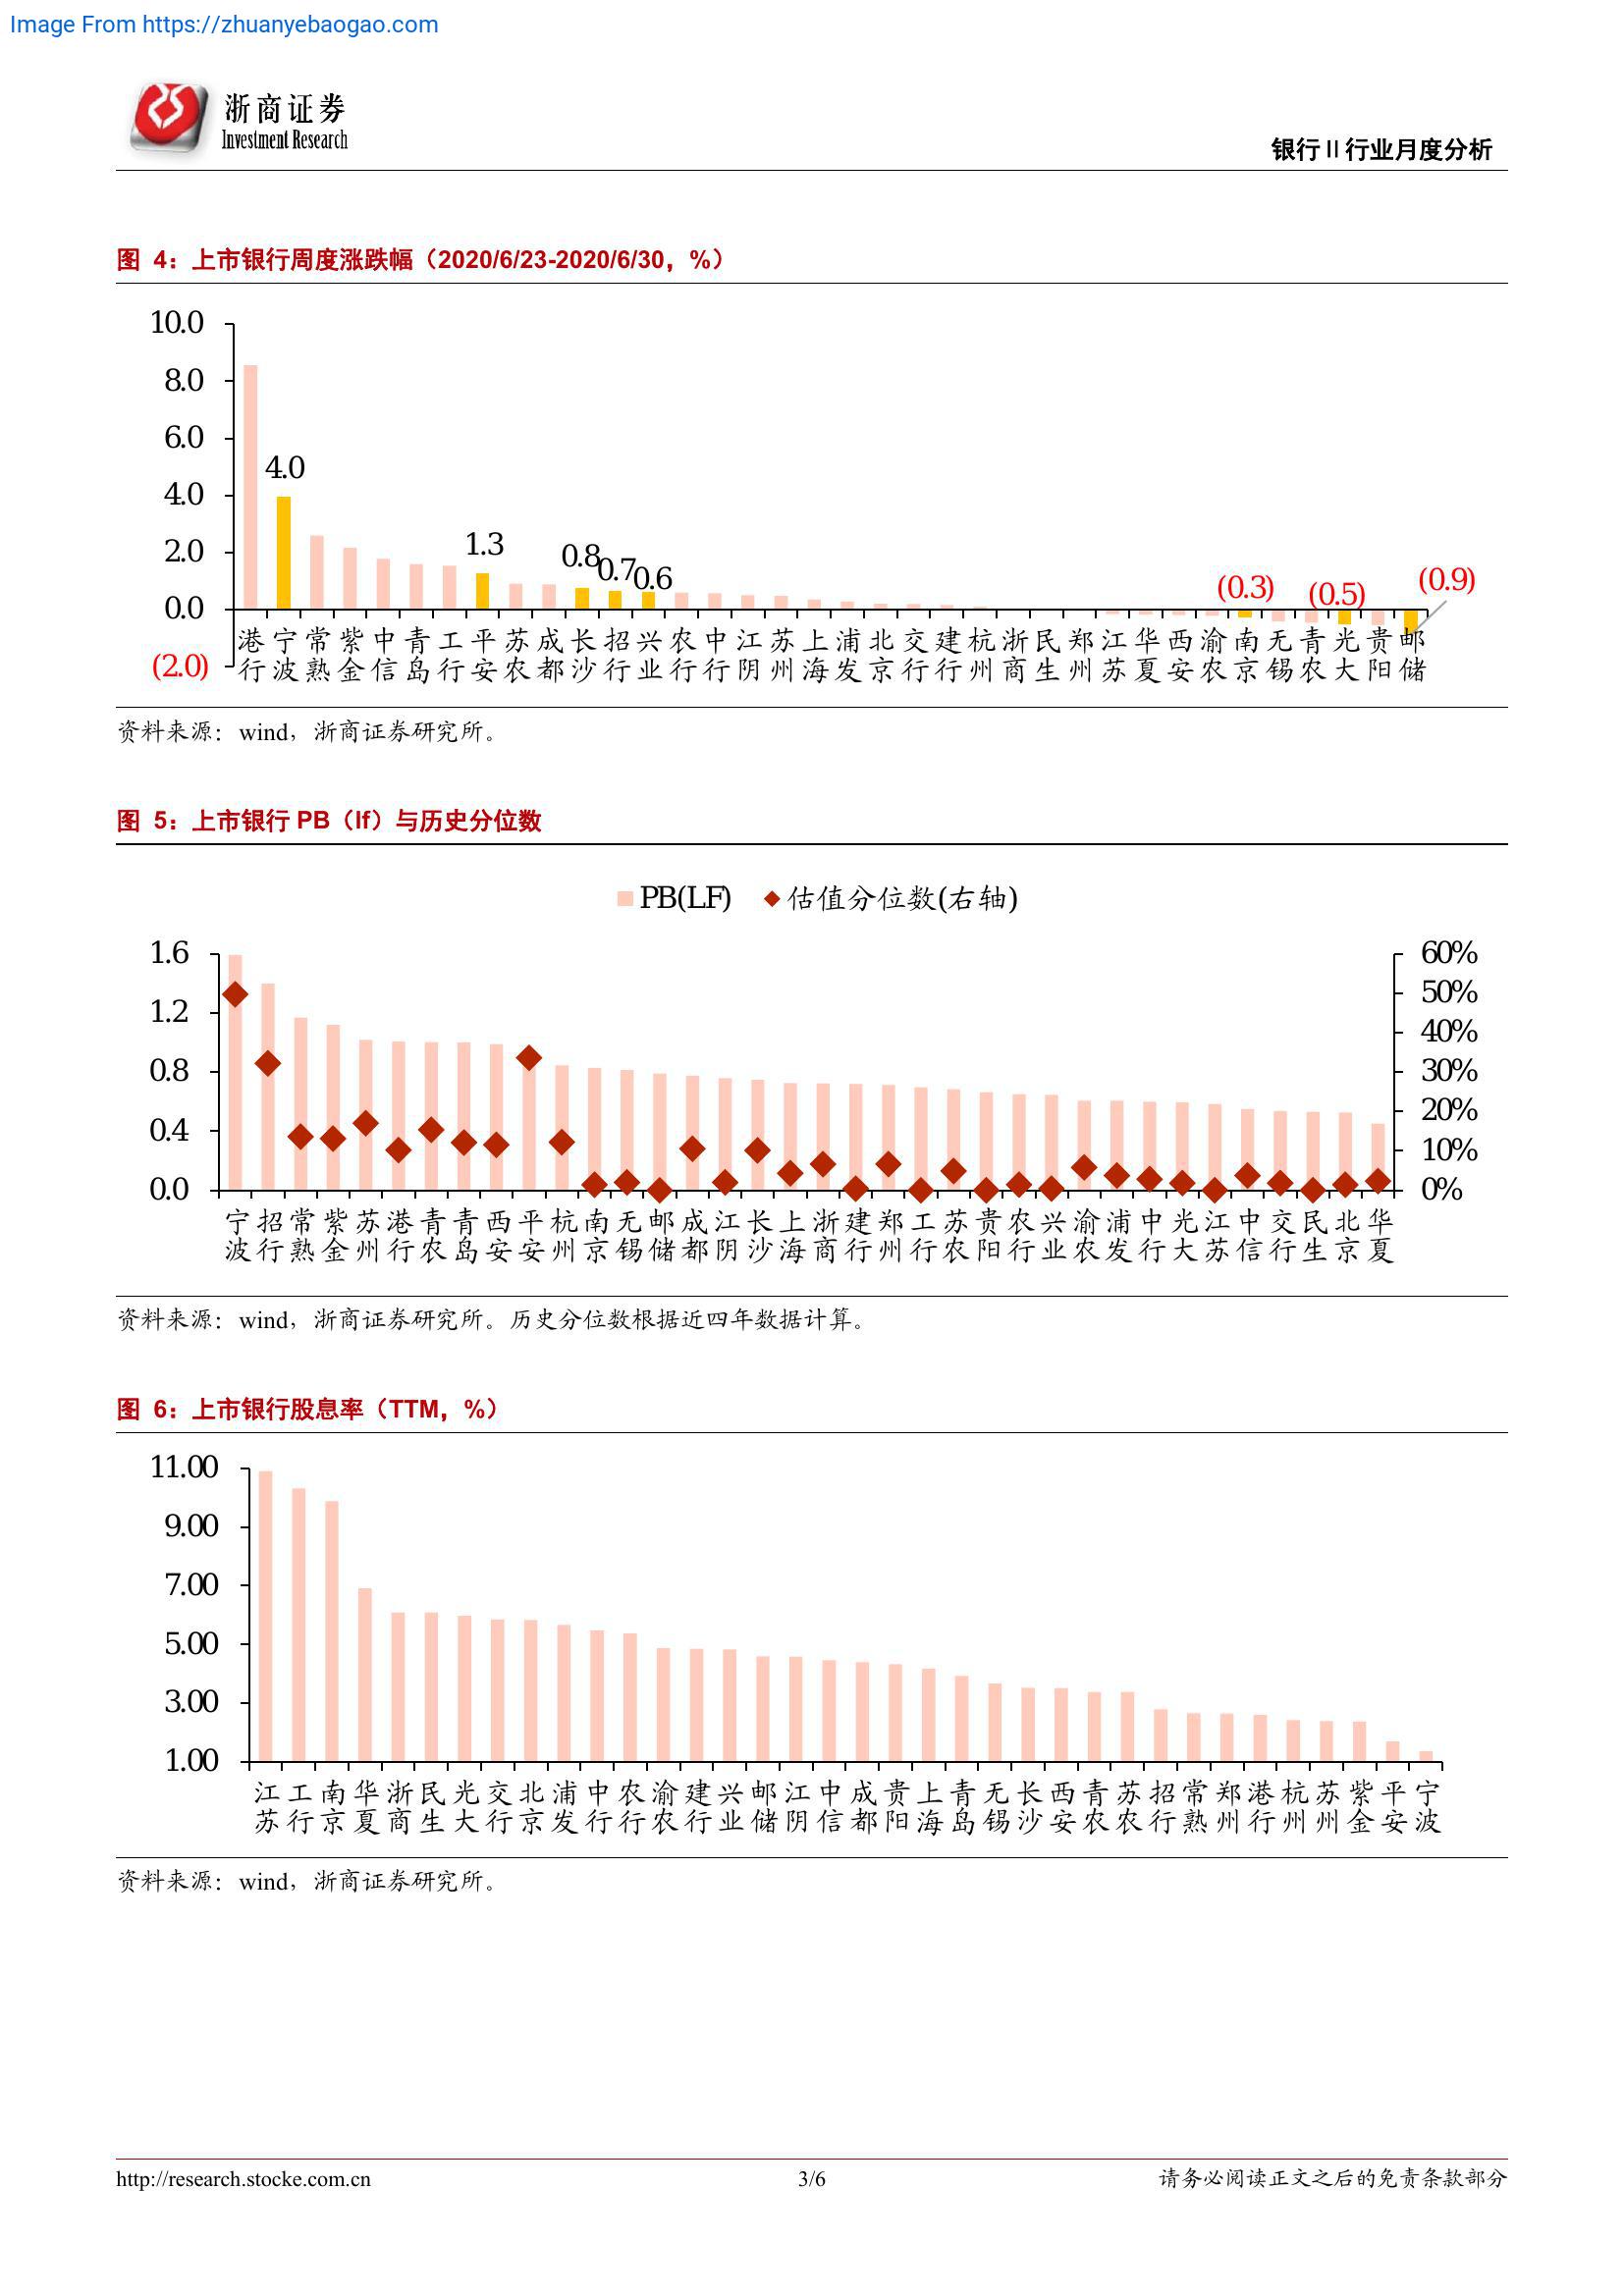 Image From https://zhuanyebaogao.com
浙商证券
Investment Research
银行Ⅱ行业月度分析
图 4：上市银行周度涨跌幅（2020/6/23-2020/6/30，%）
10.0
8.0
6.0
4.0
2.0
0.0
(2.0)
4.0
1.3
0.8
0.7
0.6
(0.3)
(0.5)
(0.9)
港行 宁波 常熟 紫金 中信 青岛 工行 平安 苏农 成都 长沙 招行 兴业 农行 中行 江阴 苏州 上海 浦发 北京 交行 建行 杭州 浙商 民生 郑州 江苏 华夏 西安 渝农 南京 无锡 青农 光大 贵阳 邮储
资料来源：wind，浙商证券研究所。
图 5：上市银行 PB（lf）与历史分位数
PB(LF) 估值分位数(右轴)
1.6
1.2
0.8
0.4
0.0
60%
50%
40%
30%
20%
10%
0%
宁波 招行 常熟 紫金 苏州 港行 青农 青岛 西安 平安 杭州 南京 无锡 邮储 成都 江阴 长沙 上海 浙商 建行 郑州 工行 苏农 贵阳 农行 兴业 渝农 浦发 中行 光大 江苏 中信 交行 民生 北京 华夏
资料来源：wind，浙商证券研究所。历史分位数根据近四年数据计算。
图 6：上市银行股息率（TTM，%）
11.00
9.00
7.00
5.00
3.00
1.00
江苏 工行 南京 华夏 浙商 民生 光大 交行 北京 浦发 中行 农行 渝农 建行 兴业 邮储 江阴 中信 成都 贵阳 上海 青岛 无锡 长沙 西安 青农 苏农 招行 常熟 郑州 港行 杭州 苏州 紫金 平安 宁波
资料来源：wind，浙商证券研究所。
http://research.stocke.com.cn
3/6
请务必阅读正文之后的免责条款部分